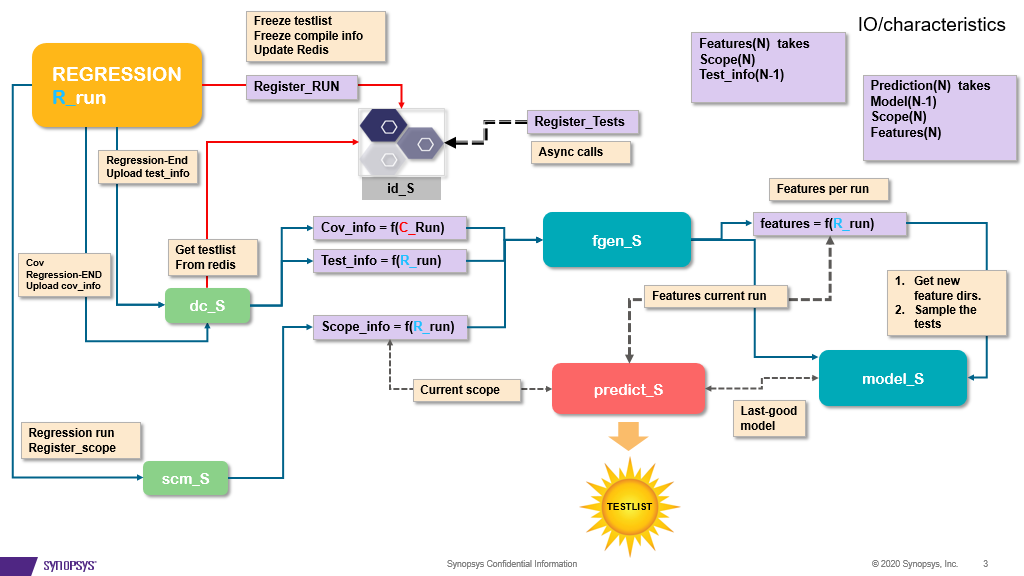 IO/characteristics
Freeze testlist
Freeze compile info
Update Redis
Features(N)  takes
Scope(N)
Test_info(N-1)
REGRESSION
R_run
Register_RUN
Prediction(N)  takes
Model(N-1)
Scope(N)
Features(N)
Register_Tests
Async calls
Regression-End
Upload test_info
id_S
Features per run
Cov_info = f(C_Run)
features = f(R_run)
fgen_S
Get testlist
From redis
Test_info = f(R_run)
Cov
Regression-END
Upload cov_info
dc_S
Features current run
1. Get new
feature dirs.
2. Sample the
tests
Scope_info = f(R_run)
Current scope
predict_S
model_S
Last-good
model
Regression run
Register_scope
scm_S
TESTLIST
SYNOPSYS®
Synopsys Confidential Information
© 2020 Synopsys, Inc.
3